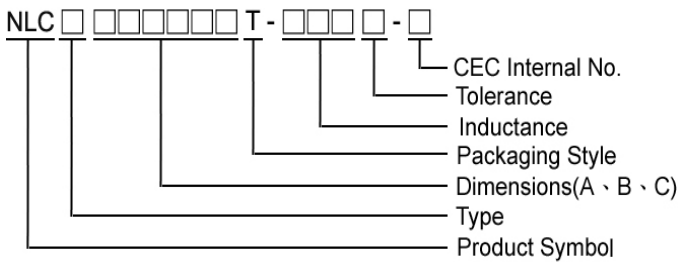 NLC□ □□□□□□ T - □□□ □ - □
CEC Internal No.
Tolerance
Inductance
Packaging Style
Dimensions(A、B、C)
Type
Product Symbol